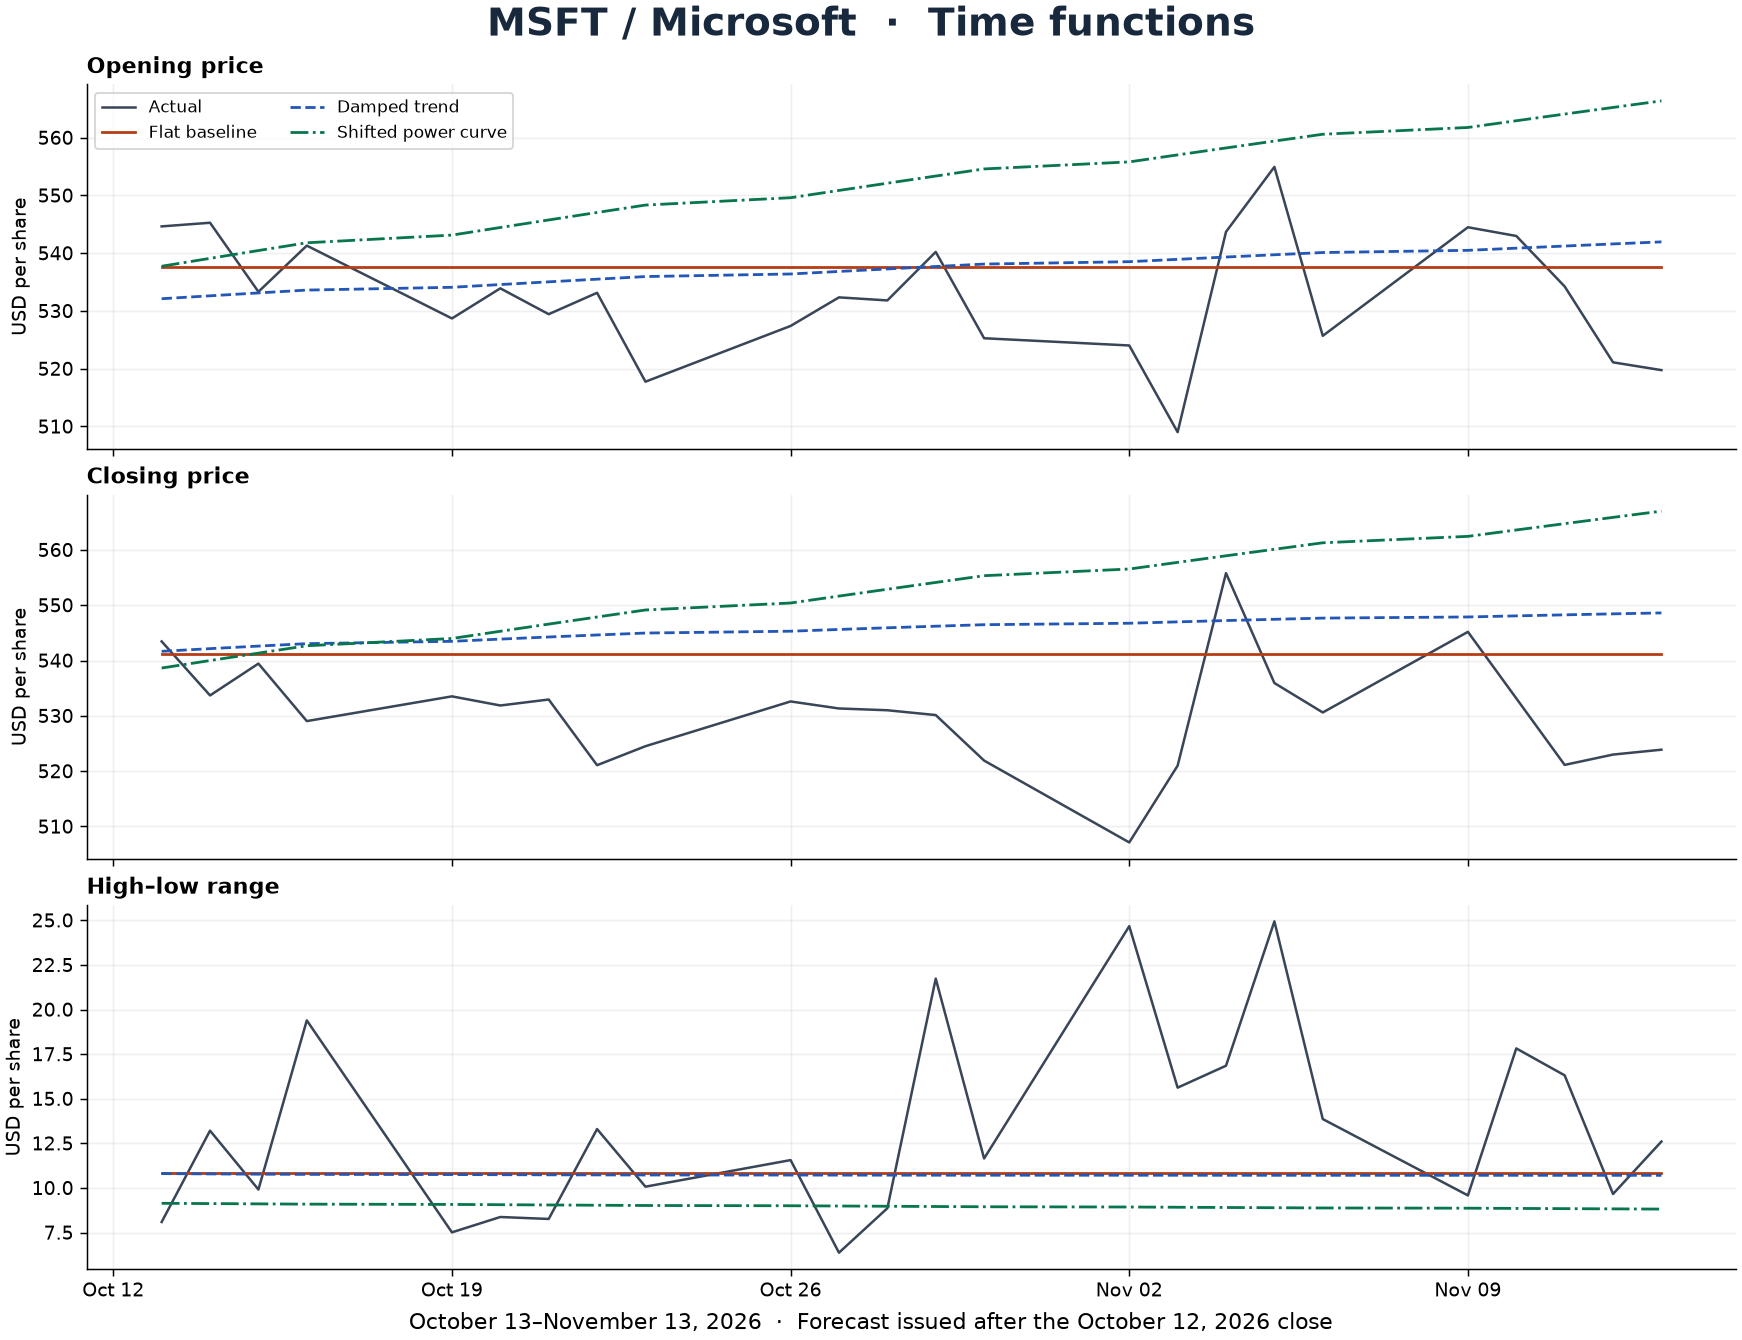 MSFT / Microsoft · Time functions
Opening price
Actual
Flat baseline
Damped trend
Shifted power curve
USD per share
560
550
540
530
520
510
Closing price
USD per share
560
550
540
530
520
510
High–low range
USD per share
25.0
22.5
20.0
17.5
15.0
12.5
10.0
7.5
Oct 12
Oct 19
Oct 26
Nov 02
Nov 09
October 13–November 13, 2026 · Forecast issued after the October 12, 2026 close